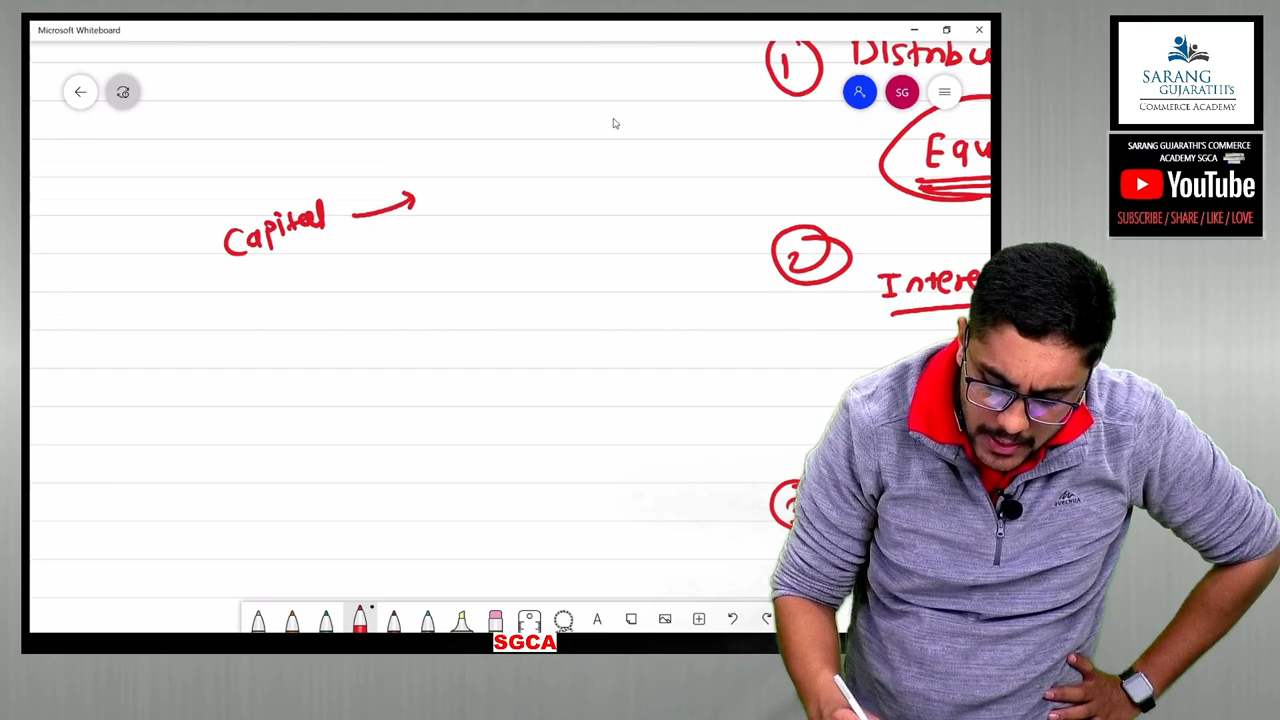 Microsoft Whiteboard
1 Distribu
SG
Equ
Capital →
2
Intere
SARANG
GUJARATHI'S
COMMERCE ACADEMY
SARANG GUJARATHI'S COMMERCE
ACADEMY SGCA
YouTube
SUBSCRIBE / SHARE / LIKE / LOVE
A
SGCA